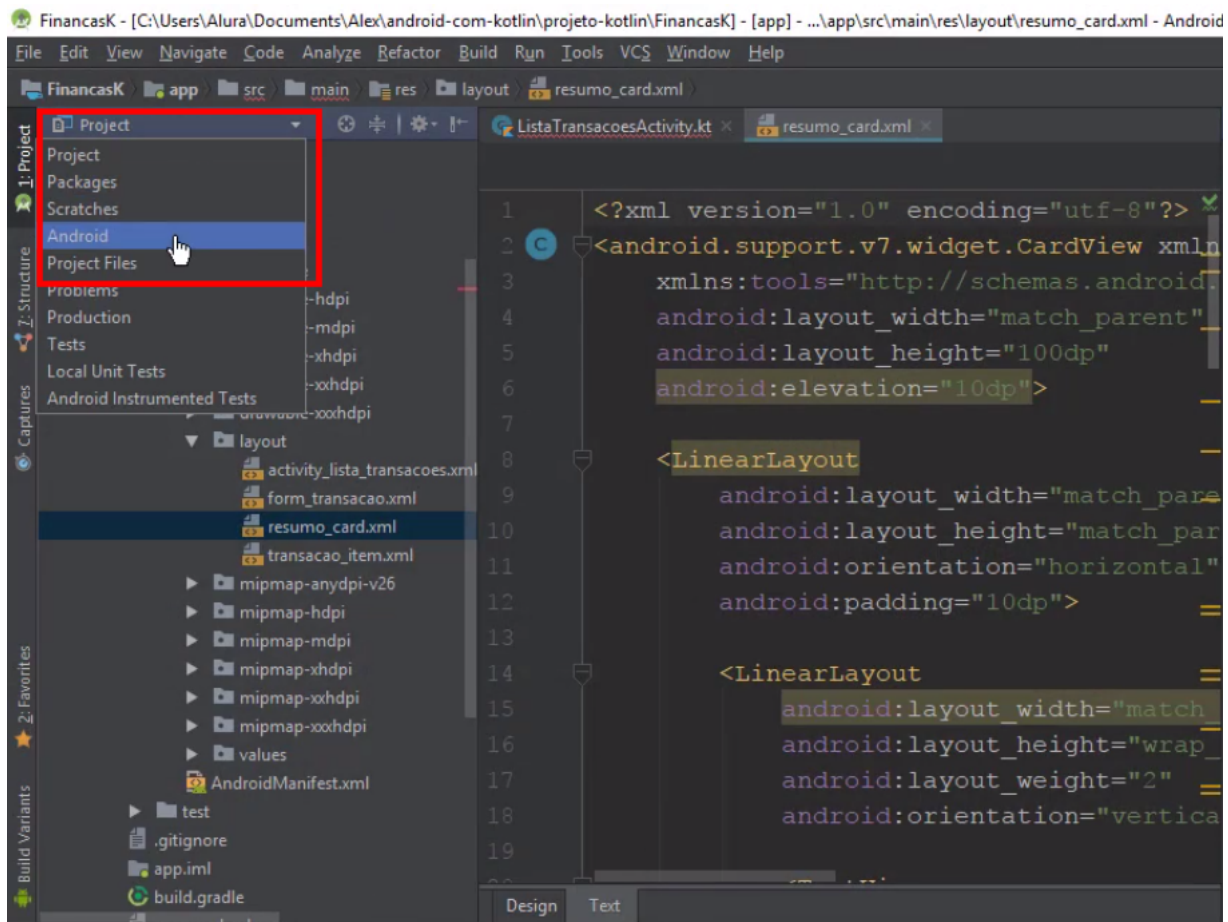 FinancasK - [C:\Users\Alura\Documents\Alex\android-com-kotlin\projeto-kotlin\FinancasK] - [app] - ...\app\src\main\res\layout\resumo_card.xml - Android
File Edit View Navigate Code Analyze Refactor Build Run Tools VCS Window Help
FinancasK app src main res layout resumo_card.xml
1: Project
7: Structure
Captures
2: Favorites
Build Variants
Project
Project
Packages
Scratches
Android
Project Files
Problems
Production
Tests
Local Unit Tests
Android Instrumented Tests
-hdpi
-mdpi
-xhdpi
-xxhdpi
drawable-xxxhdpi
layout
activity_lista_transacoes.xml
form_transacao.xml
resumo_card.xml
transacao_item.xml
mipmap-anydpi-v26
mipmap-hdpi
mipmap-mdpi
mipmap-xhdpi
mipmap-xxhdpi
mipmap-xxxhdpi
values
AndroidManifest.xml
test
.gitignore
app.iml
build.gradle
ListaTransacoesActivity.kt resumo_card.xml
1 <?xml version="1.0" encoding="utf-8"?>
2 C <android.support.v7.widget.CardView xmln
3 xmlns:tools="http://schemas.android.
4 android:layout_width="match_parent"
5 android:layout_height="100dp"
6 android:elevation="10dp">
7
8 <LinearLayout
9 android:layout_width="match_pare
10 android:layout_height="match_par
11 android:orientation="horizontal"
12 android:padding="10dp">
13
14 <LinearLayout
15 android:layout_width="match_
16 android:layout_height="wrap_
17 android:layout_weight="2"
18 android:orientation="vertica
19
Design Text